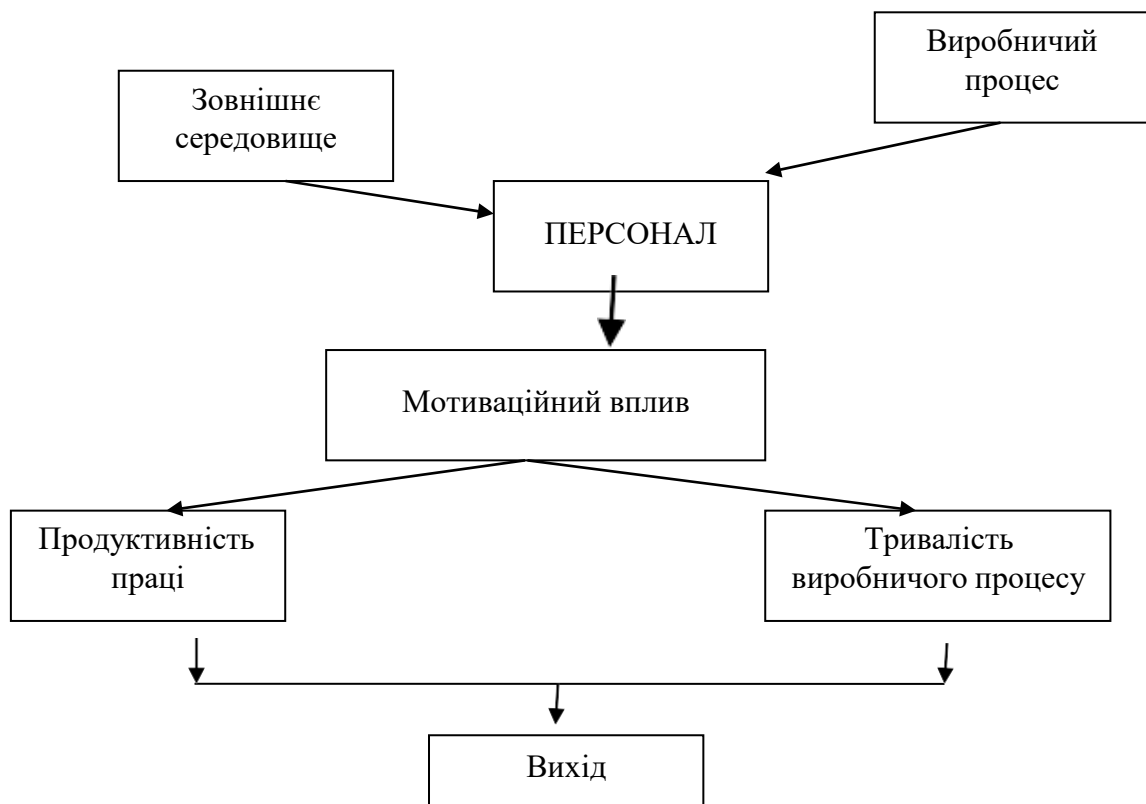 Виробничий
процес
Зовнішнє
середовище
ПЕРСОНАЛ
Мотиваційний вплив
Продуктивність
праці
Тривалість
виробничого процесу
Вихід